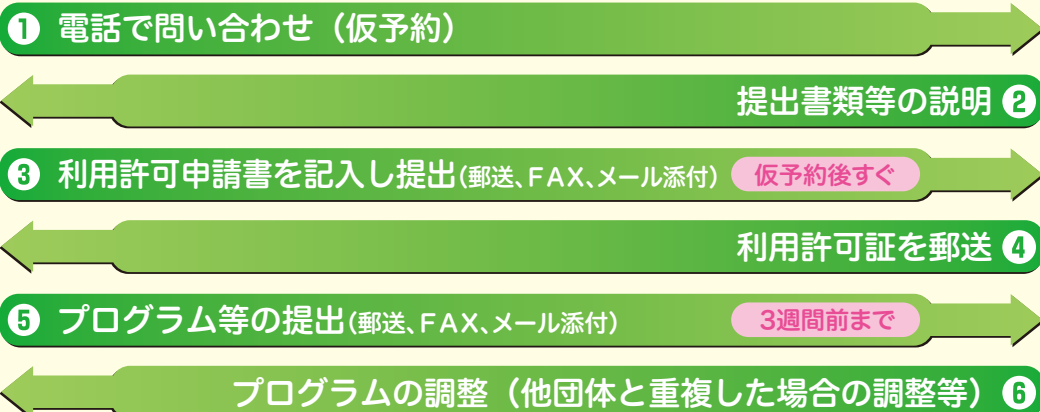 ❶ 電話で問い合わせ（仮予約）
提出書類等の説明 ❷
❸ 利用許可申請書を記入し提出(郵送、FAX、メール添付) 仮予約後すぐ
利用許可証を郵送 ❹
❺ プログラム等の提出(郵送、FAX、メール添付) 3週間前まで
プログラムの調整（他団体と重複した場合の調整等） ❻